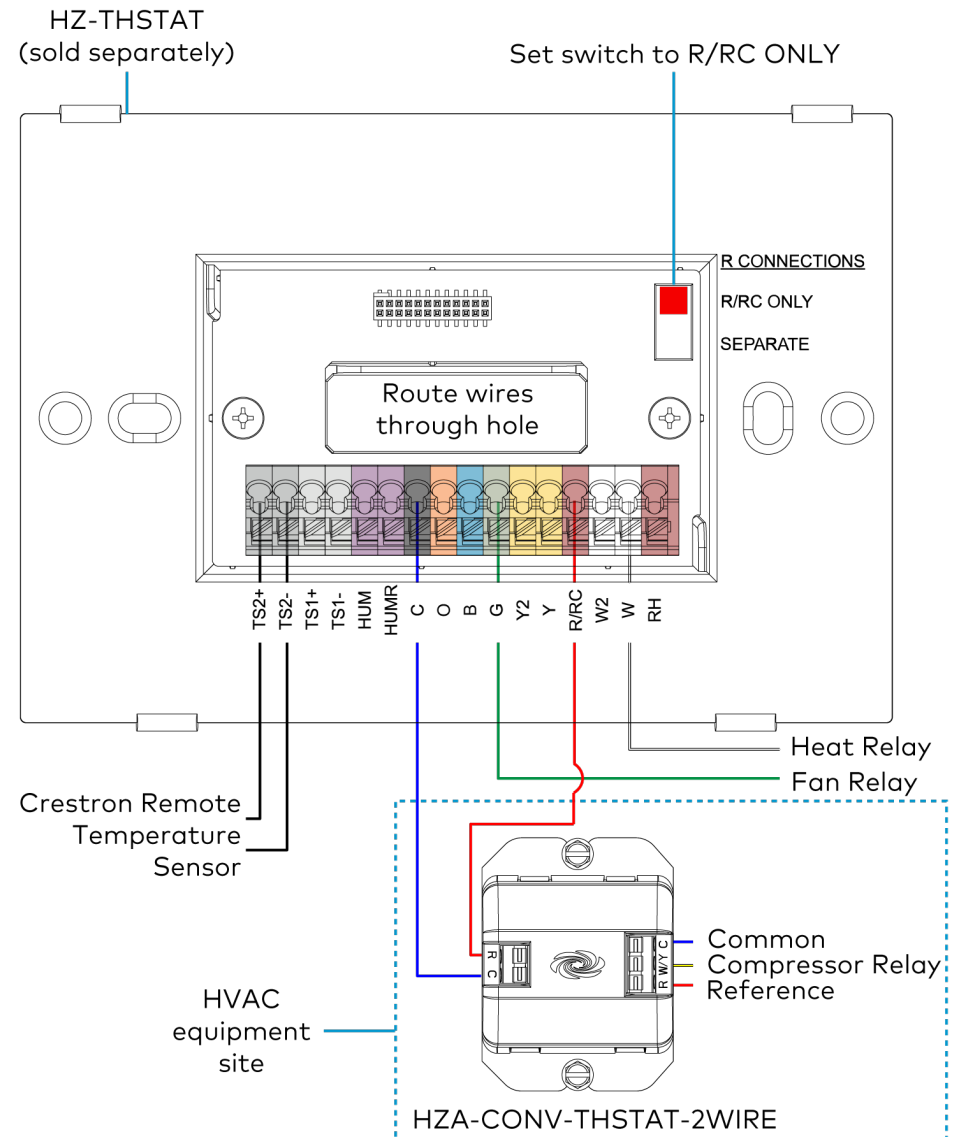 HZ-THSTAT
(sold separately)
Set switch to R/RC ONLY
R CONNECTIONS
R/RC ONLY
SEPARATE
Route wires
through hole
TS2+
TS2-
TS1+
TS1-
HUM
HUMR
C
O
B
G
Y2
Y
R/RC
W2
W
RH
Heat Relay
Fan Relay
Crestron Remote
Temperature
Sensor
R C
R W/Y C
Common
Compressor Relay
Reference
HVAC
equipment
site
HZA-CONV-THSTAT-2WIRE